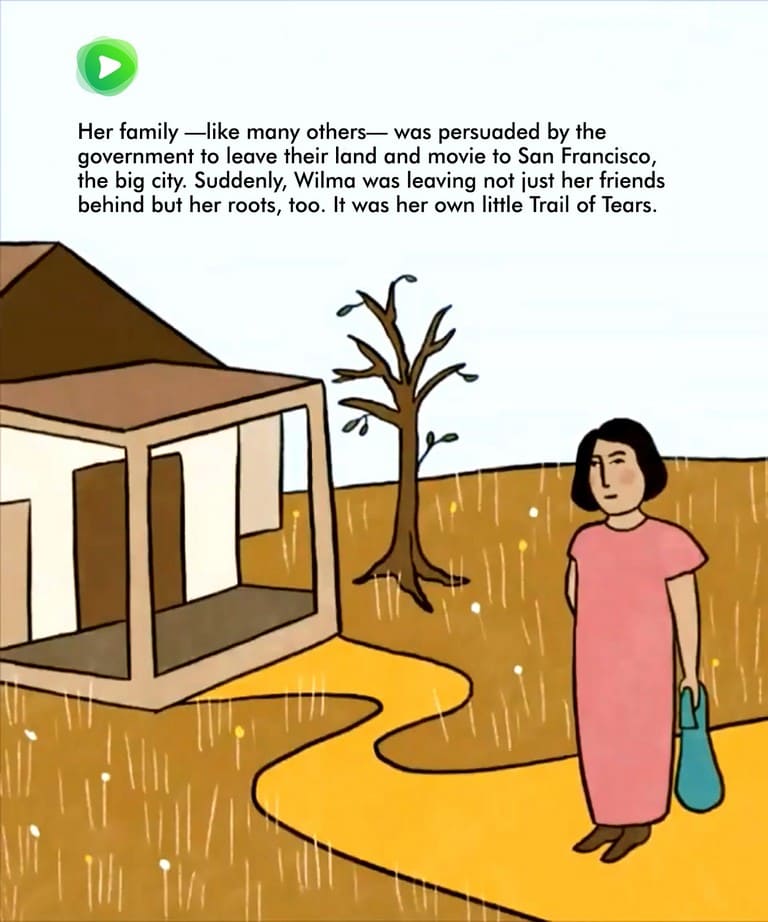 Her family —like many others— was persuaded by the
government to leave their land and movie to San Francisco,
the big city. Suddenly, Wilma was leaving not just her friends
behind but her roots, too. It was her own little Trail of Tears.